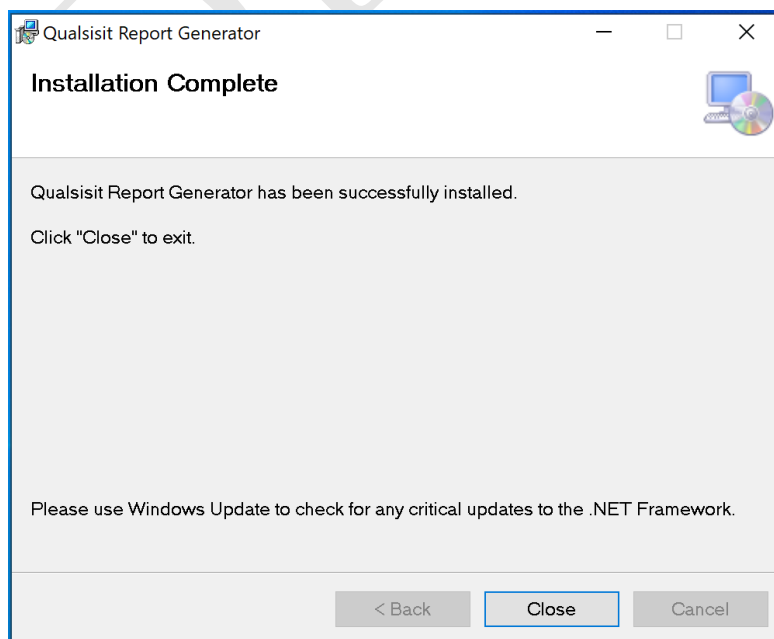 Qualsisit Report Generator
Installation Complete
Qualsisit Report Generator has been successfully installed.
Click "Close" to exit.
Please use Windows Update to check for any critical updates to the .NET Framework.
< Back
Close
Cancel